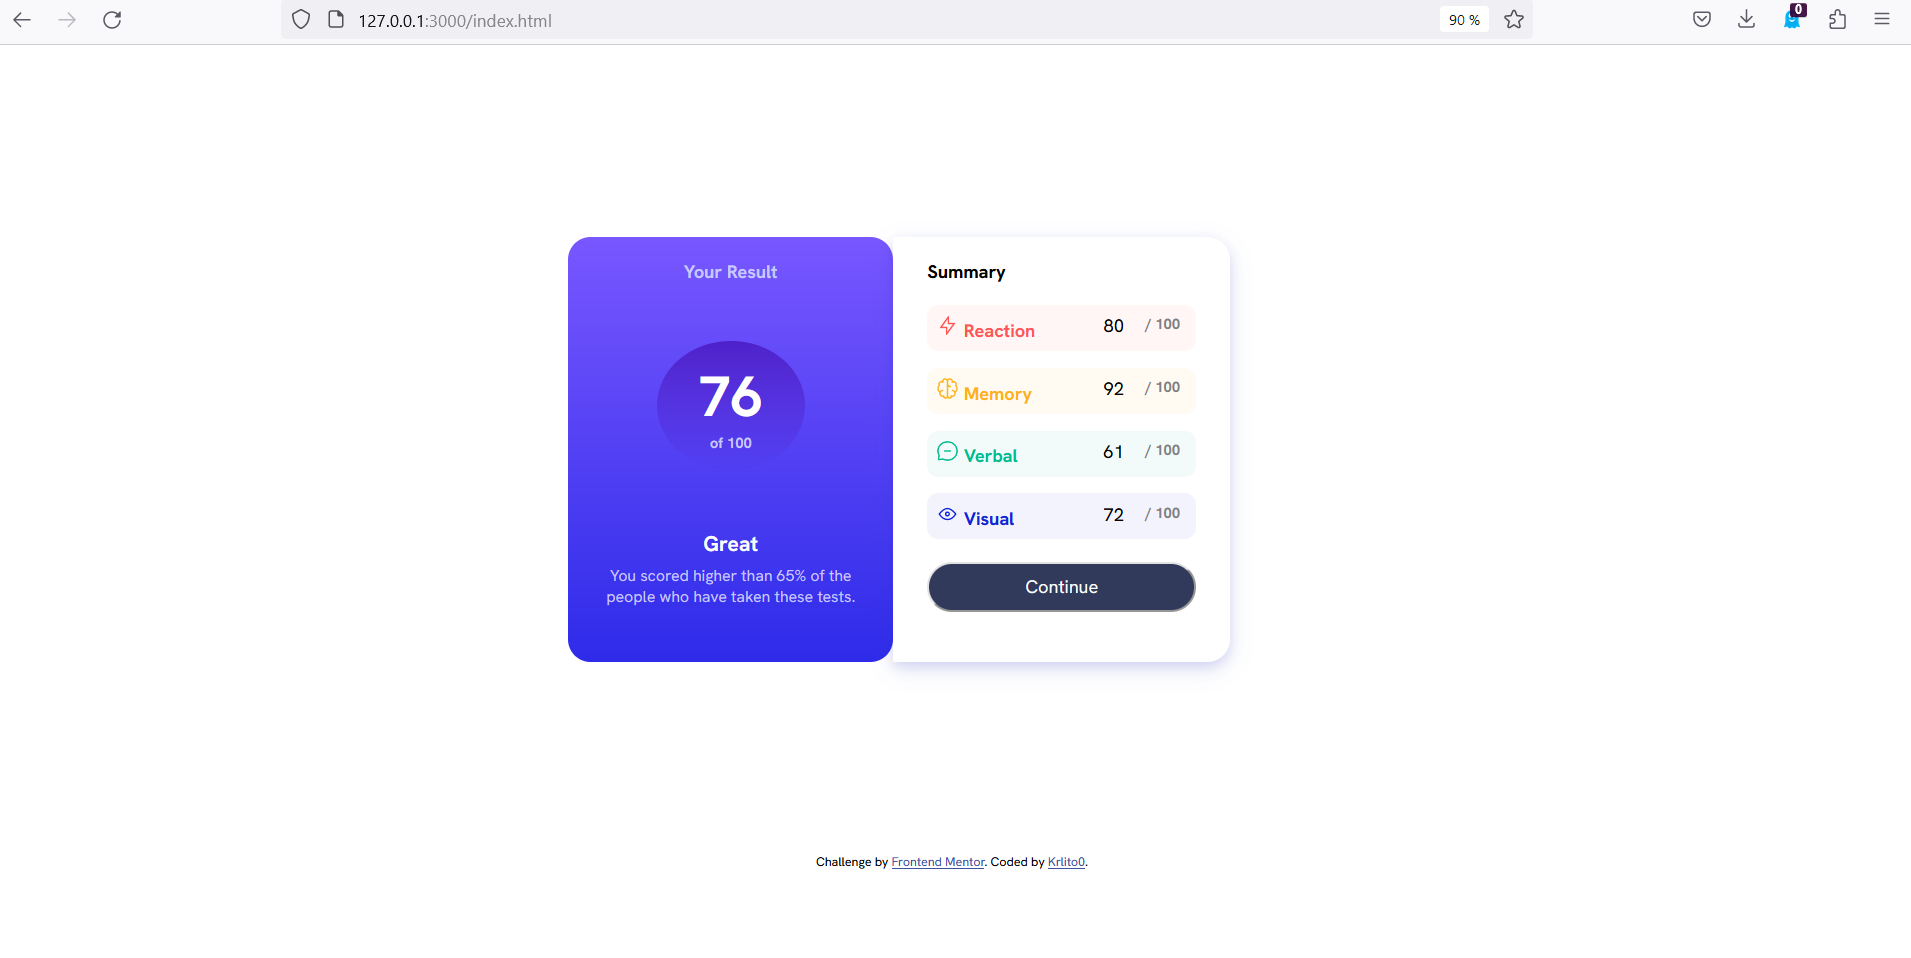 127.0.0.1:3000/index.html
90 %
0
Your Result
76
of 100
Great
You scored higher than 65% of the
people who have taken these tests.
Summary
Reaction 80 / 100
Memory 92 / 100
Verbal 61 / 100
Visual 72 / 100
Continue
Challenge by Frontend Mentor. Coded by Krlito0.